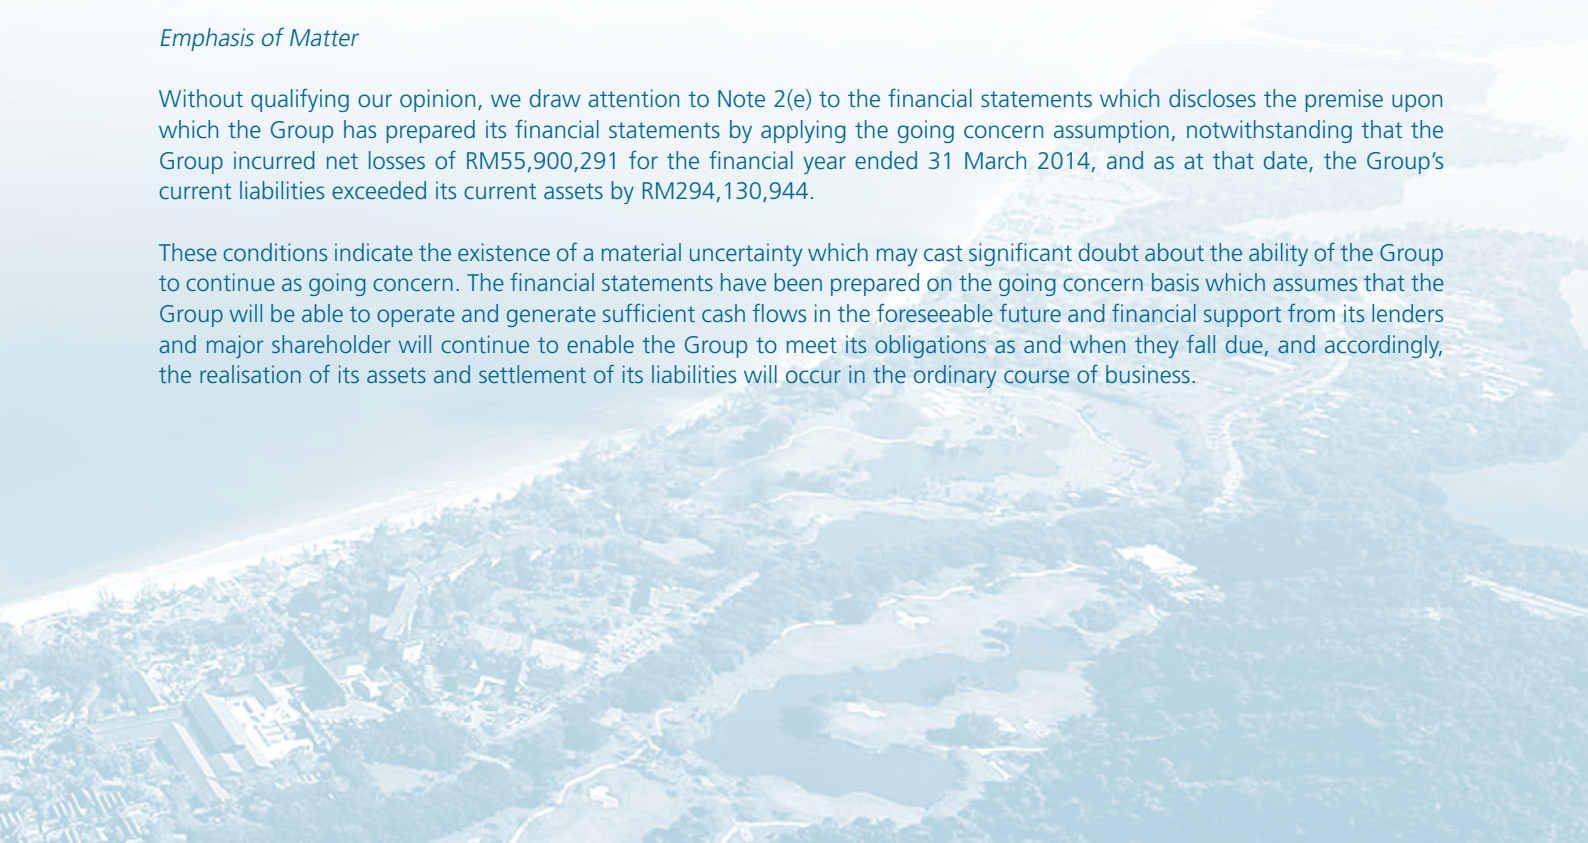 Emphasis of Matter
Without qualifying our opinion, we draw attention to Note 2(e) to the financial statements which discloses the premise upon
which the Group has prepared its financial statements by applying the going concern assumption, notwithstanding that the
Group incurred net losses of RM55,900,291 for the financial year ended 31 March 2014, and as at that date, the Group’s
current liabilities exceeded its current assets by RM294,130,944.
These conditions indicate the existence of a material uncertainty which may cast significant doubt about the ability of the Group
to continue as going concern. The financial statements have been prepared on the going concern basis which assumes that the
Group will be able to operate and generate sufficient cash flows in the foreseeable future and financial support from its lenders
and major shareholder will continue to enable the Group to meet its obligations as and when they fall due, and accordingly,
the realisation of its assets and settlement of its liabilities will occur in the ordinary course of business.